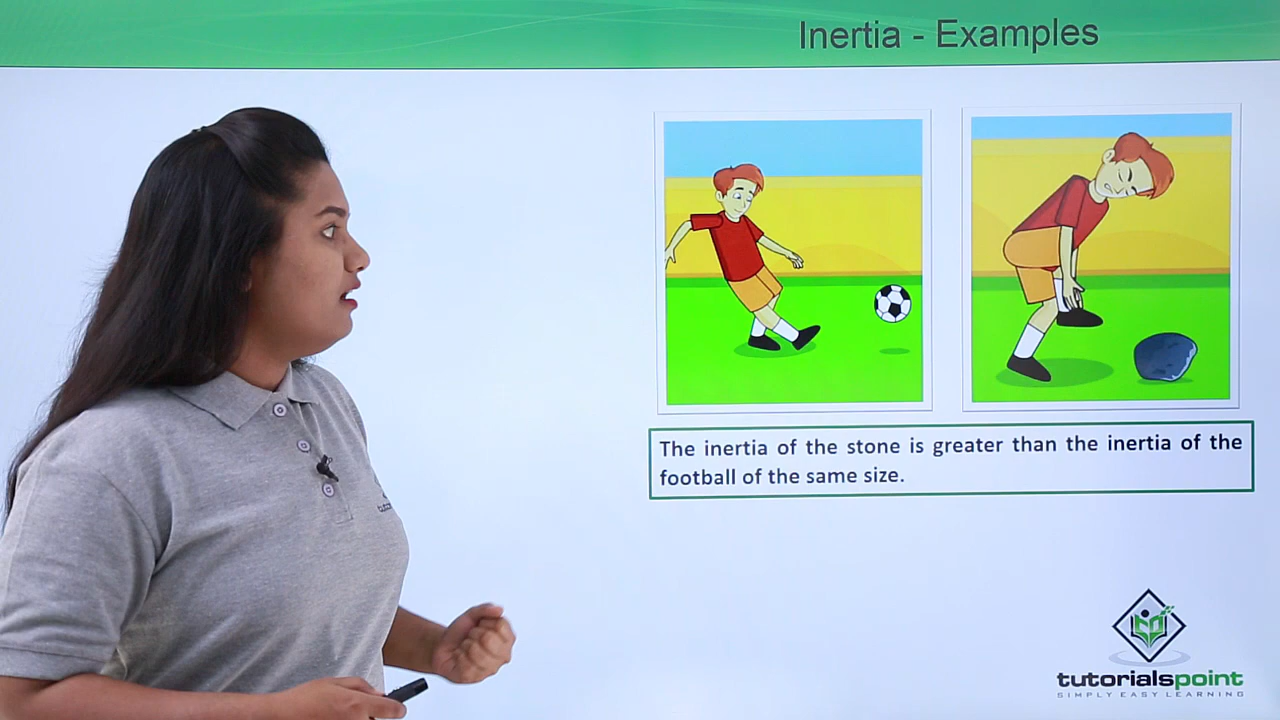 Inertia - Examples
The inertia of the stone is greater than the inertia of the
football of the same size.
tutorialspoint
SIMPLY EASY LEARNING